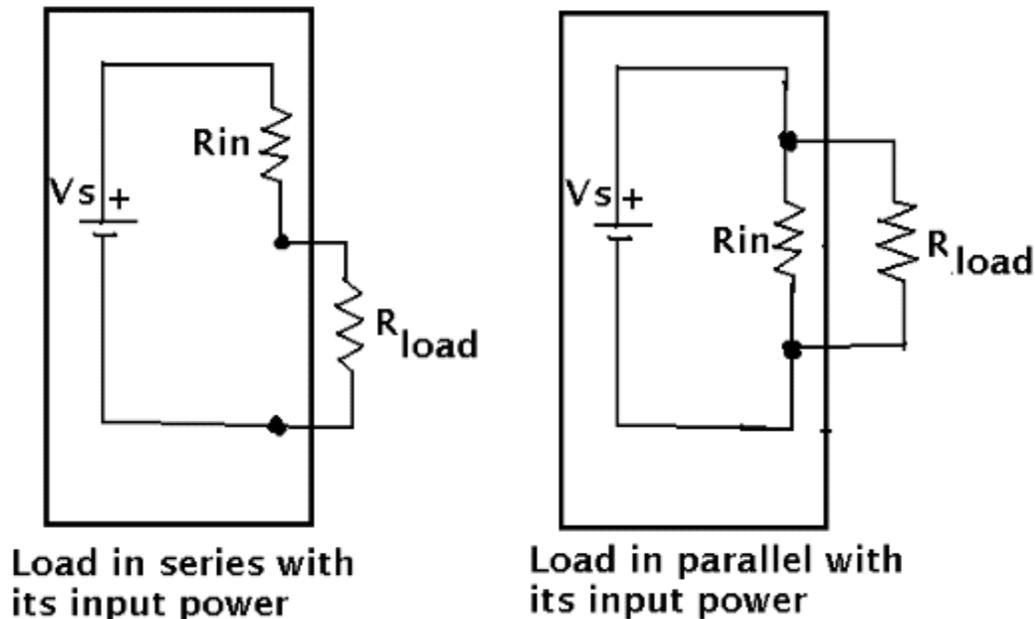 Rin
Vs +
R load
Load in series with
its input power
Vs +
Rin
R load
Load in parallel with
its input power